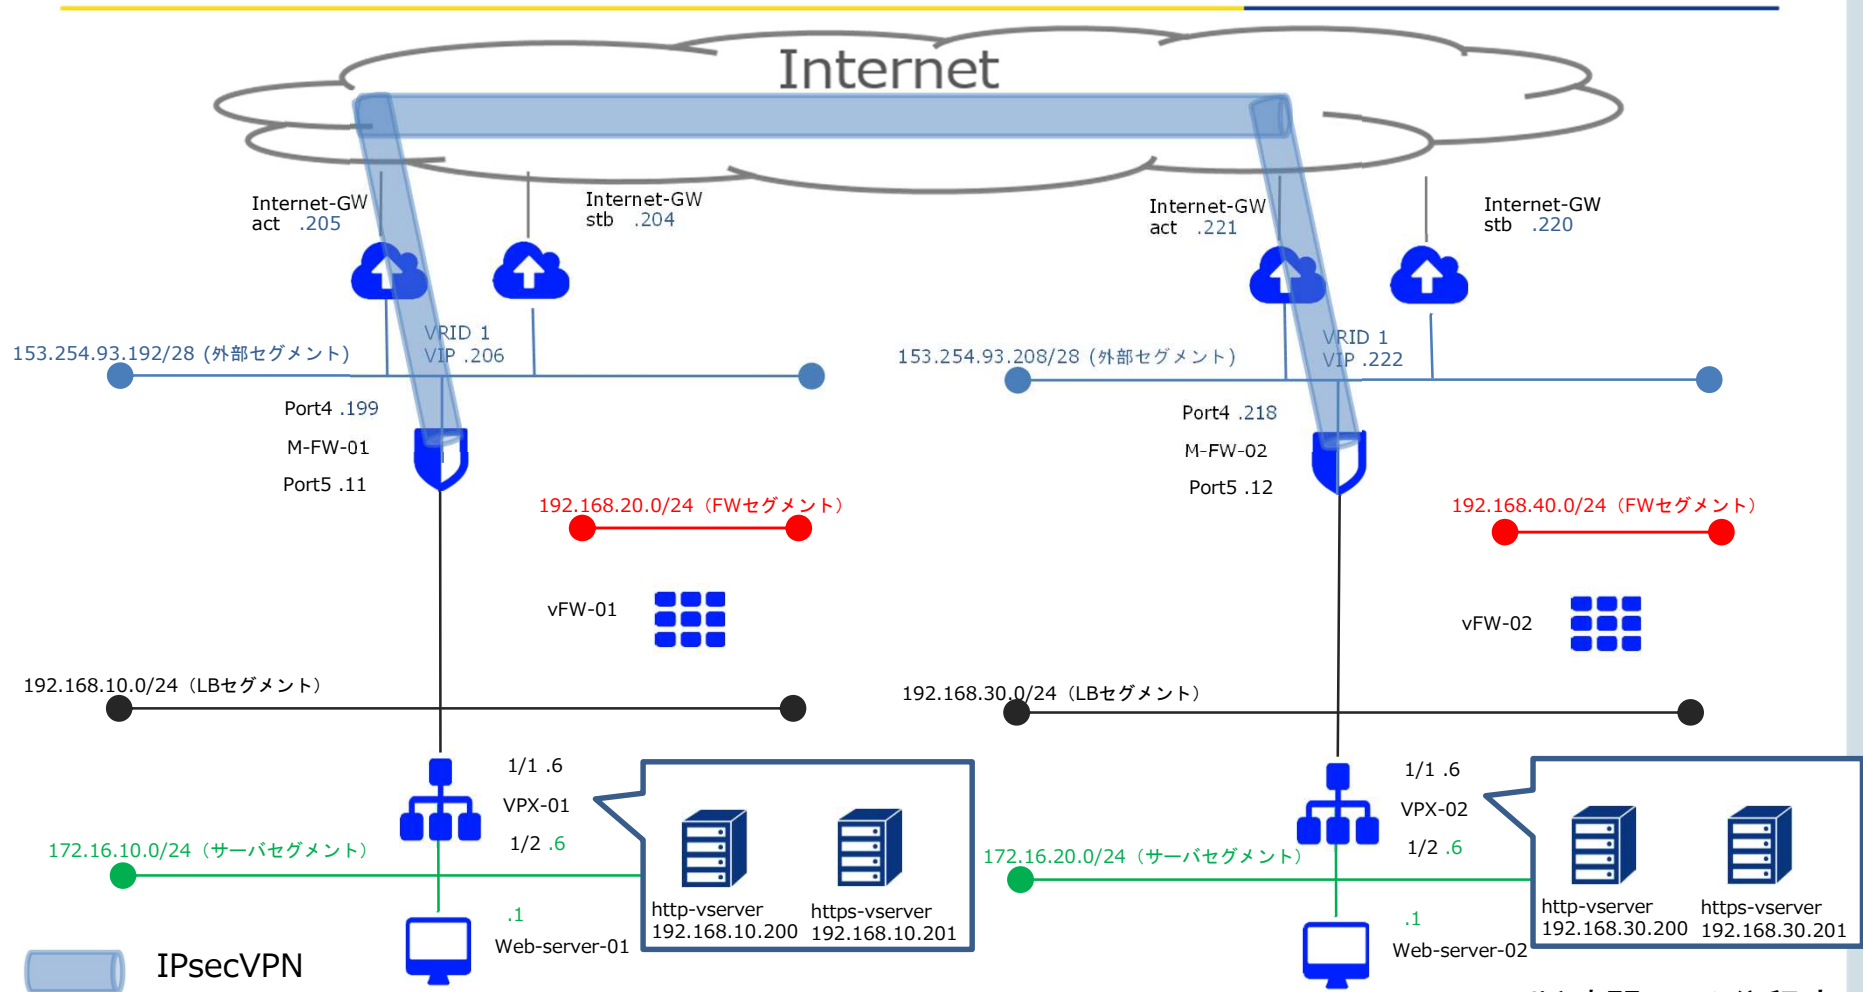 Internet
Internet-GW
act .205
Internet-GW
stb .204
Internet-GW
act .221
Internet-GW
stb .220
VRID 1
VIP .206
153.254.93.192/28 (外部セグメント)
VRID 1
VIP .222
153.254.93.208/28 (外部セグメント)
Port4 .199
M-FW-01
Port5 .11
Port4 .218
M-FW-02
Port5 .12
192.168.20.0/24（FWセグメント）
192.168.40.0/24（FWセグメント）
vFW-01
vFW-02
192.168.10.0/24（LBセグメント）
192.168.30.0/24（LBセグメント）
1/1 .6
VPX-01
1/2 .6
1/1 .6
VPX-02
1/2 .6
172.16.10.0/24（サーバセグメント）
172.16.20.0/24（サーバセグメント）
http-vserver
192.168.10.200
https-vserver
192.168.10.201
http-vserver
192.168.30.200
https-vserver
192.168.30.201
.1
Web-server-01
.1
Web-server-02
IPsecVPN